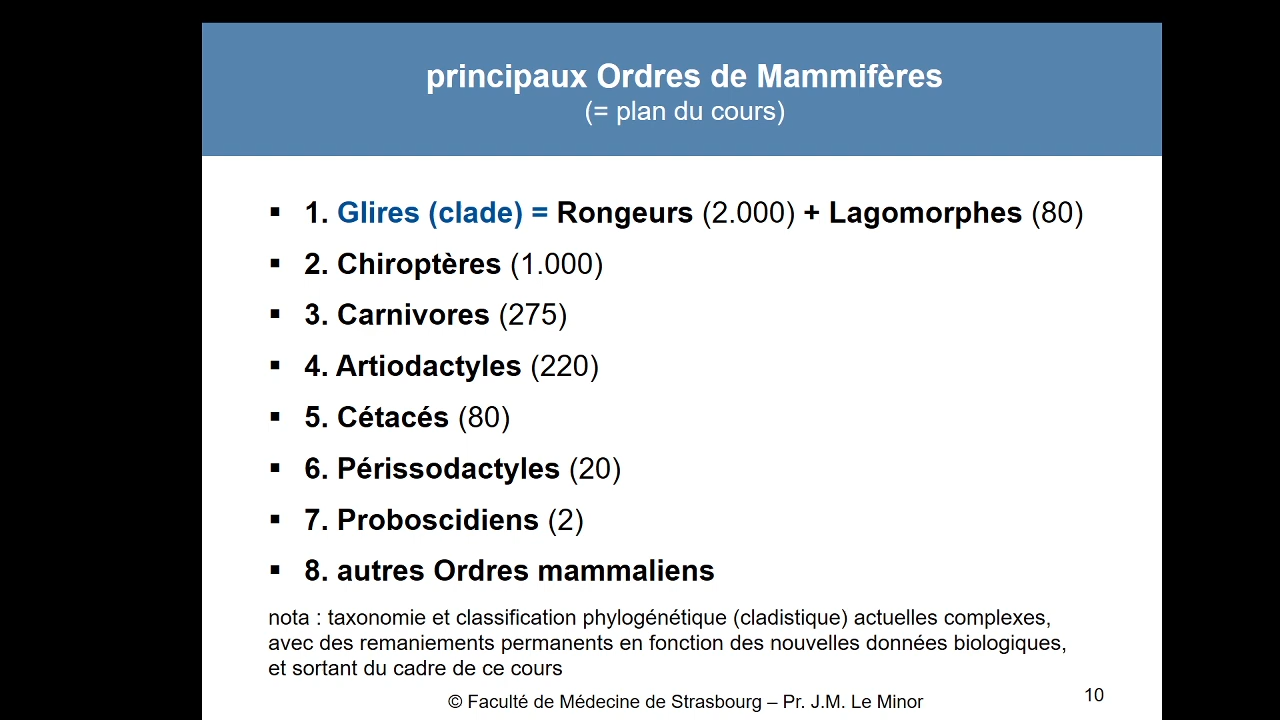 principaux Ordres de Mammifères
(= plan du cours)
▪ 1. Glires (clade) = Rongeurs (2.000) + Lagomorphes (80)
▪ 2. Chiroptères (1.000)
▪ 3. Carnivores (275)
▪ 4. Artiodactyles (220)
▪ 5. Cétacés (80)
▪ 6. Périssodactyles (20)
▪ 7. Proboscidiens (2)
▪ 8. autres Ordres mammaliens
nota : taxonomie et classification phylogénétique (cladistique) actuelles complexes,
avec des remaniements permanents en fonction des nouvelles données biologiques,
et sortant du cadre de ce cours
© Faculté de Médecine de Strasbourg – Pr. J.M. Le Minor
10